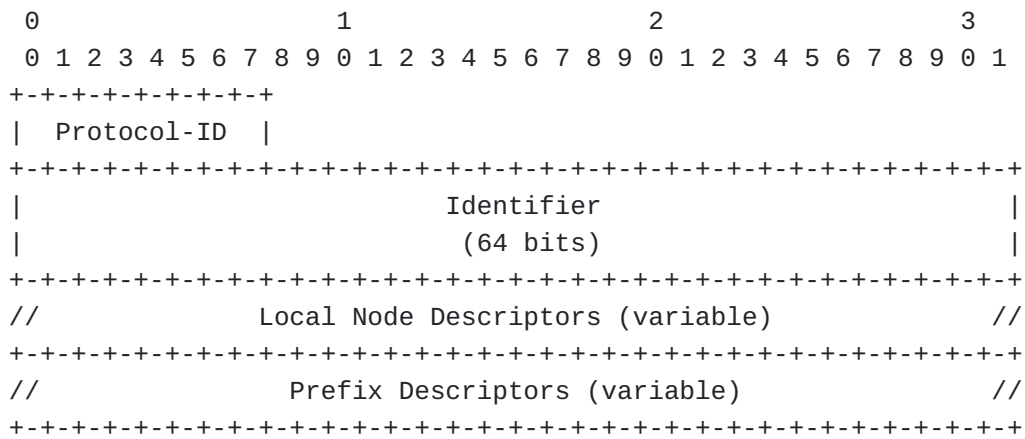 0                   1                   2                   3
 0 1 2 3 4 5 6 7 8 9 0 1 2 3 4 5 6 7 8 9 0 1 2 3 4 5 6 7 8 9 0 1
+-+-+-+-+-+-+-+-+
|  Protocol-ID  |
+-+-+-+-+-+-+-+-+-+-+-+-+-+-+-+-+-+-+-+-+-+-+-+-+-+-+-+-+-+-+-+-+
|                           Identifier                          |
|                            (64 bits)                          |
+-+-+-+-+-+-+-+-+-+-+-+-+-+-+-+-+-+-+-+-+-+-+-+-+-+-+-+-+-+-+-+-+
//              Local Node Descriptors (variable)              //
+-+-+-+-+-+-+-+-+-+-+-+-+-+-+-+-+-+-+-+-+-+-+-+-+-+-+-+-+-+-+-+-+
//                Prefix Descriptors (variable)                //
+-+-+-+-+-+-+-+-+-+-+-+-+-+-+-+-+-+-+-+-+-+-+-+-+-+-+-+-+-+-+-+-+